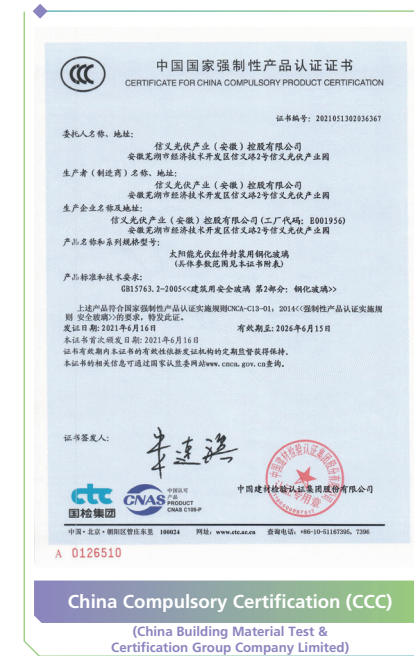 中国国家强制性产品认证证书
CERTIFICATE FOR CHINA COMPULSORY PRODUCT CERTIFICATION
证书编号: 2021051302036367
委托人名称、地址:
信义光伏产业（安徽）控股有限公司
安徽芜湖市经济技术开发区信义路2号信义光伏产业园
生产者（制造商）名称、地址:
信义光伏产业（安徽）控股有限公司
安徽芜湖市经济技术开发区信义路2号信义光伏产业园
生产企业名称及地址:
信义光伏产业（安徽）控股有限公司(工厂代码: E001956)
安徽芜湖市经济技术开发区信义路2号信义光伏产业园
产品名称和系列规格型号:
太阳能光伏组件封装用钢化玻璃
(具体参数范围见本证书附表)
产品标准和技术要求:
GB15763.2-2005<<建筑用安全玻璃 第2部分: 钢化玻璃>>
上述产品符合国家强制性产品认证实施规则CNCA-C13-01: 2014<<强制性产品认证实施规
则 安全玻璃>>的要求, 特发此证。
发证日期: 2021年6月16日 有效期至: 2026年6月15日
本证书首次颁发日期: 2021年6月16日
证书有效期内本证书的有效性依据发证机构的定期监督获得保持。
本证书的相关信息可通过国家认监委网站www.cnca.gov.cn查询。
证书签发人:
ctc
国检集团
CNAS
中国认可
产品
PRODUCT
CNAS C109-P
中国建材检验认证集团股份有限公司
中国·北京·朝阳区管庄东里 100024 网址: www.ctc.ac.cn 查询电话: +86-10-51167395, 7396
A 0126510
China Compulsory Certification (CCC)
(China Building Material Test &
Certification Group Company Limited)